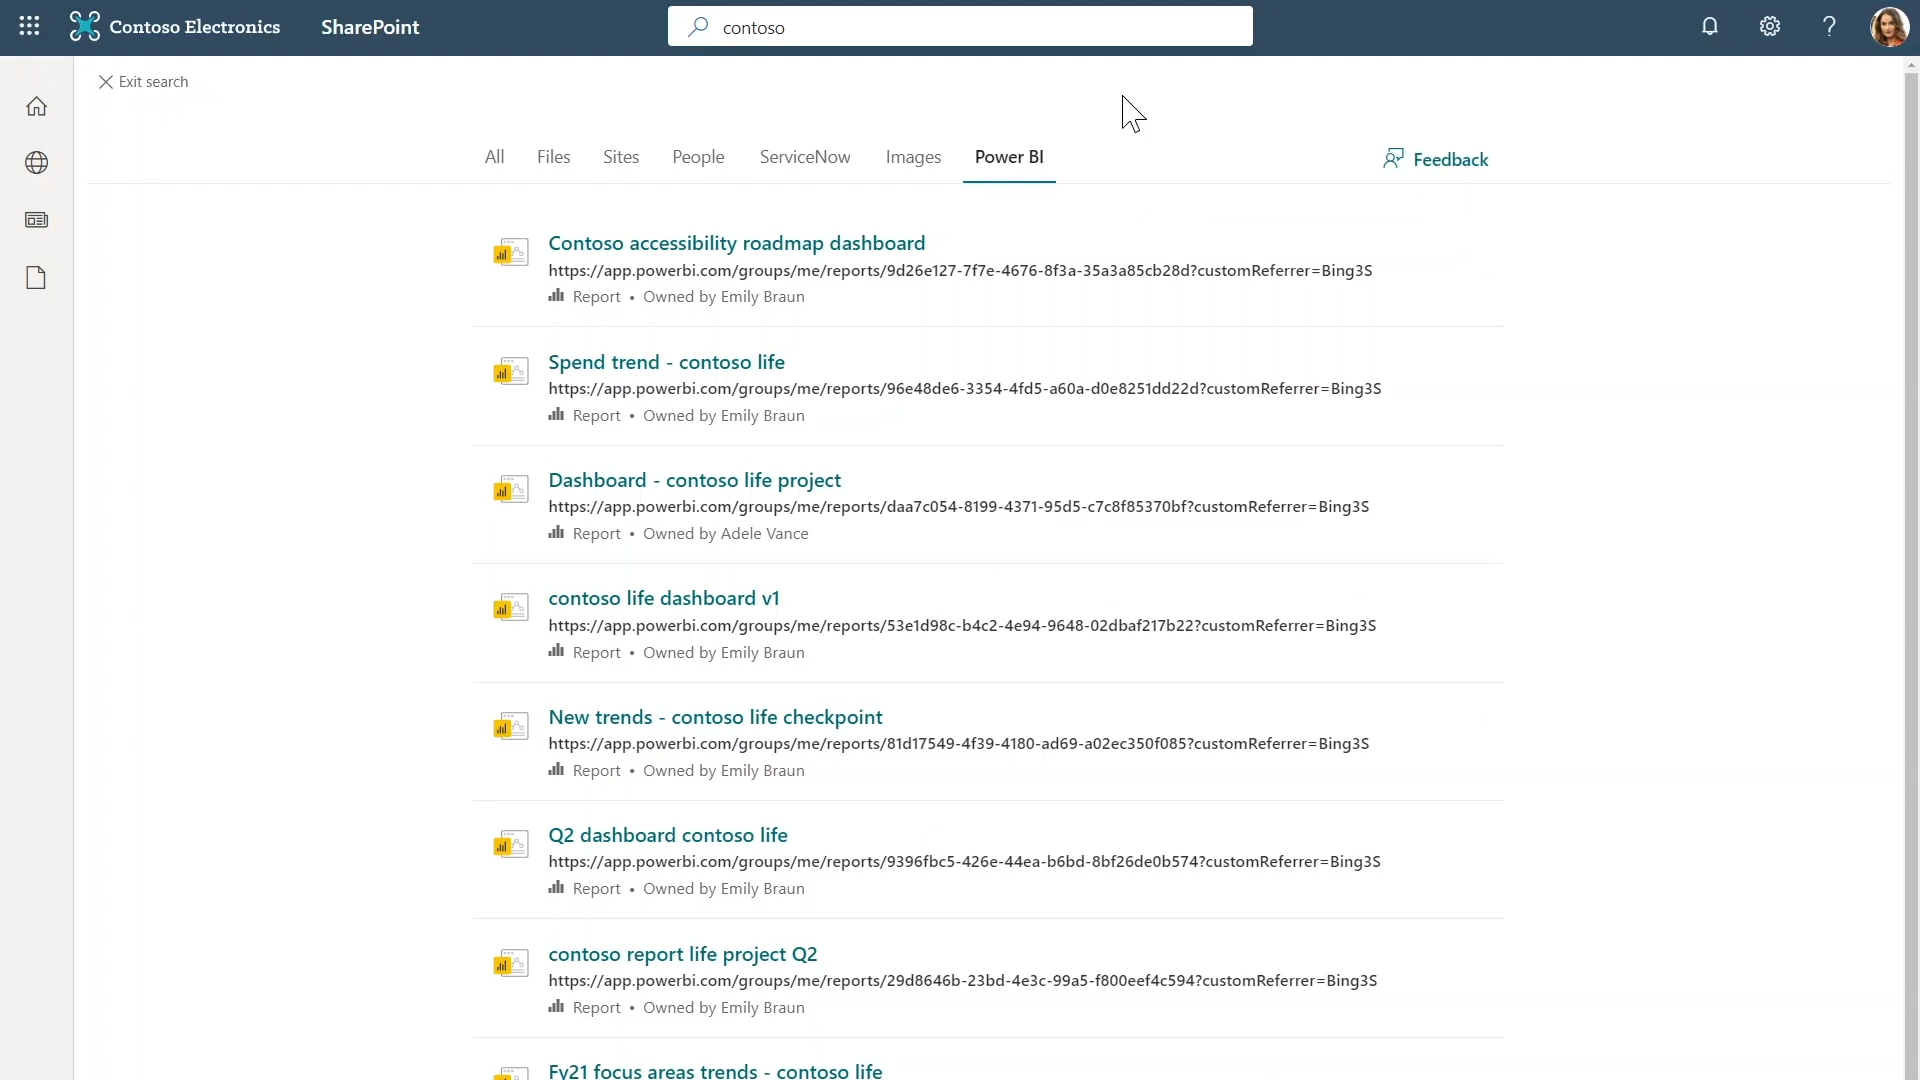 Contoso Electronics
SharePoint
contoso
Exit search
All Files Sites People ServiceNow Images Power BI
Feedback
Contoso accessibility roadmap dashboard
https://app.powerbi.com/groups/me/reports/9d26e127-7f7e-4676-8f3a-35a3a85cb28d?customReferrer=Bing3S
Report • Owned by Emily Braun
Spend trend - contoso life
https://app.powerbi.com/groups/me/reports/96e48de6-3354-4fd5-a60a-d0e8251dd22d?customReferrer=Bing3S
Report • Owned by Emily Braun
Dashboard - contoso life project
https://app.powerbi.com/groups/me/reports/daa7c054-8199-4371-95d5-c7c8f85370bf?customReferrer=Bing3S
Report • Owned by Adele Vance
contoso life dashboard v1
https://app.powerbi.com/groups/me/reports/53e1d98c-b4c2-4e94-9648-02dbaf217b22?customReferrer=Bing3S
Report • Owned by Emily Braun
New trends - contoso life checkpoint
https://app.powerbi.com/groups/me/reports/81d17549-4f39-4180-ad69-a02ec350f085?customReferrer=Bing3S
Report • Owned by Emily Braun
Q2 dashboard contoso life
https://app.powerbi.com/groups/me/reports/9396fbc5-426e-44ea-b6bd-8bf26de0b574?customReferrer=Bing3S
Report • Owned by Emily Braun
contoso report life project Q2
https://app.powerbi.com/groups/me/reports/29d8646b-23bd-4e3c-99a5-f800eef4c594?customReferrer=Bing3S
Report • Owned by Emily Braun
Fy21 focus areas trends - contoso life